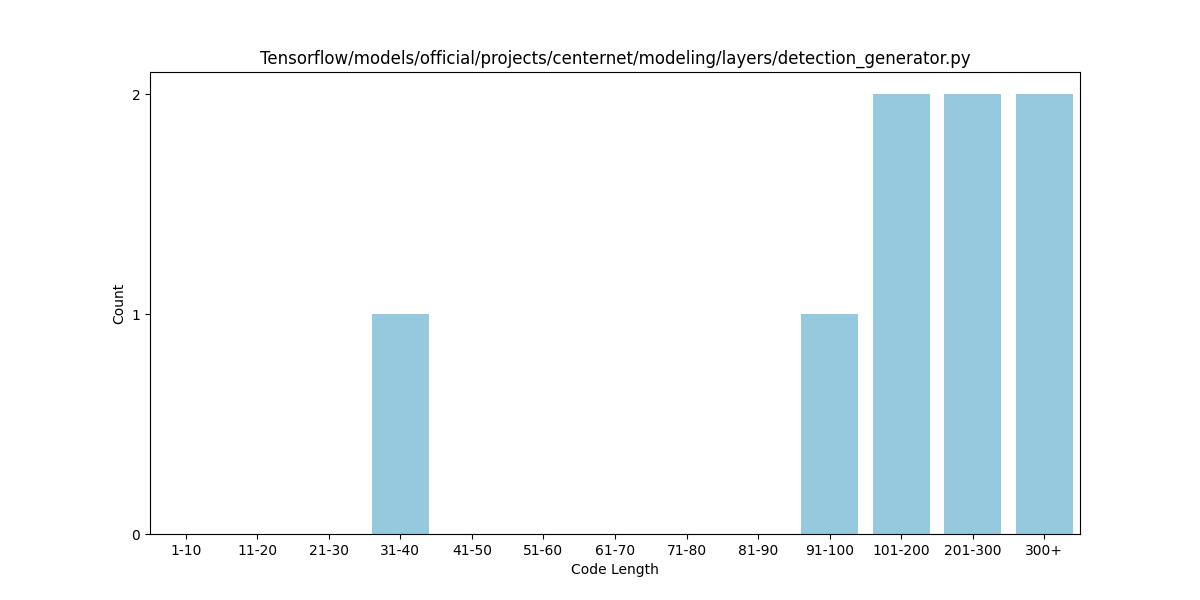 Tensorflow/models/official/projects/centernet/modeling/layers/detection_generator.py
2
1
0
Count
1-10 11-20 21-30 31-40 41-50 51-60 61-70 71-80 81-90 91-100 101-200 201-300 300+
Code Length